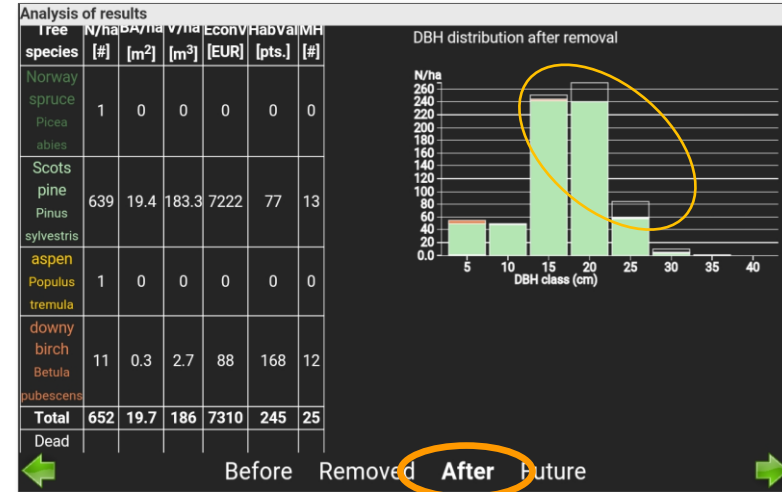 Analysis of results
Tree N/ha BA/ha V/ha EconV HabVal MH
species [#] [m²] [m³] [EUR] [pts.] [#]
Norway
spruce
Picea
abies
1 0 0 0 0 0
Scots
pine
Pinus
sylvestris
639 19.4 183.3 7222 77 13
aspen
Populus
tremula
1 0 0 0 0 0
downy
birch
Betula
pubescens
11 0.3 2.7 88 168 12
Total 652 19.7 186 7310 245 25
Dead
DBH distribution after removal
N/ha
260
240
220
200
180
160
140
120
100
80
60
40
20
0.0
5 10 15 20 25 30 35 40
DBH class (cm)
Before Removed After Future